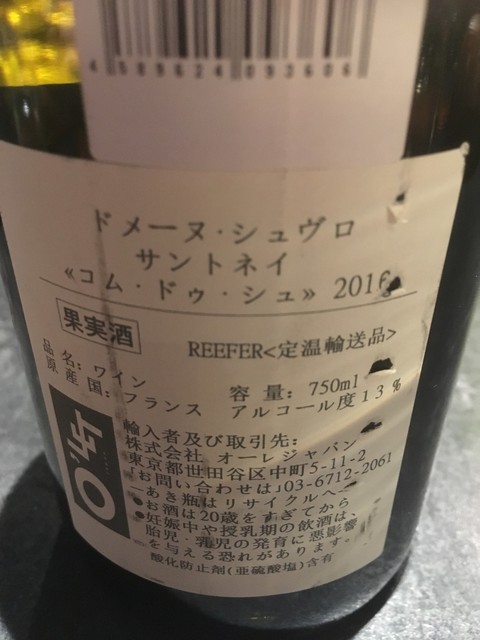 4 589624 093606
ドメーヌ・シュヴロ
サントネイ
≪コム・ドゥ・シュ≫ 2016
果実酒
REEFER<定温輸送品>
品 名: ワイン
容 量: 750ml
原産国: フランス アルコール度13%
輸入者及び取引先:
株式会社 オーレジャパン
東京都世田谷区中町5-11-2
「お問い合わせは」03-6712-2061
―あき瓶はリサイクルへ―
●お酒は20歳をすぎてから
●妊娠中や授乳期の飲酒は、
胎児・乳児の発育に悪影響
を与える恐れがあります。
酸化防止剤(亜硫酸塩)含有